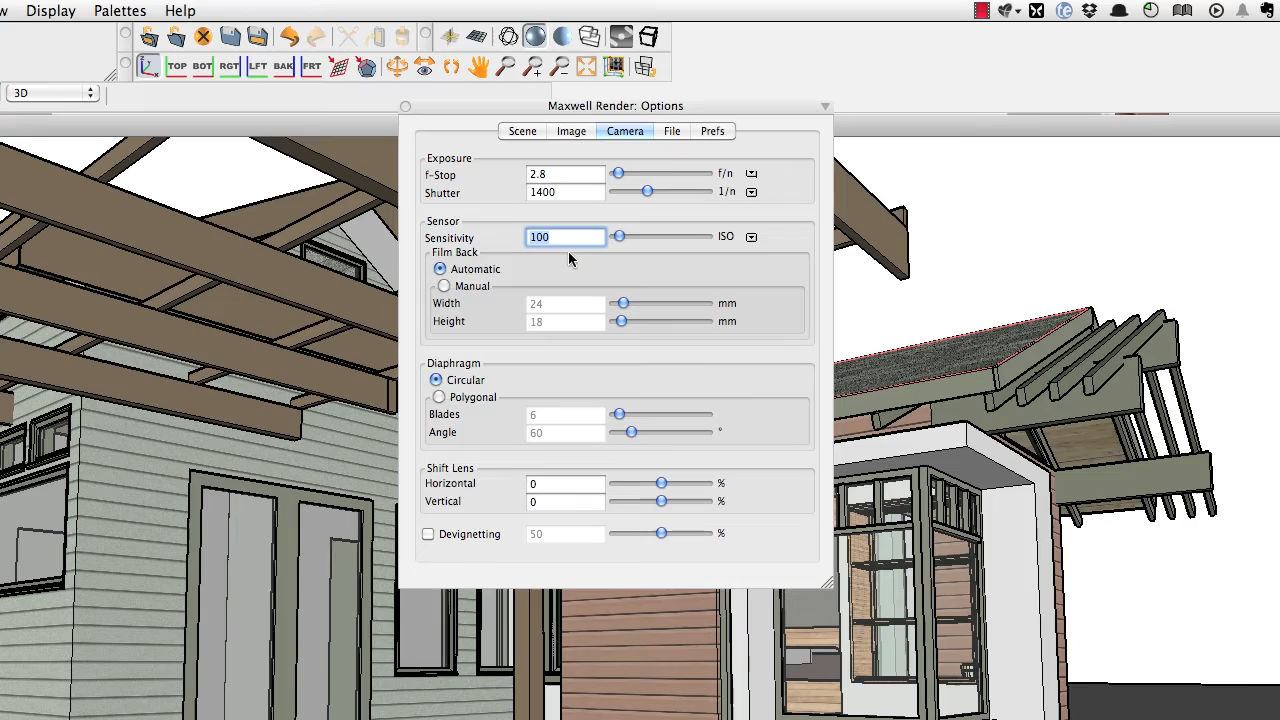 Display Palettes Help
TOP BOT RGT LFT BAK FRT
3D
Maxwell Render: Options
Scene Image Camera File Prefs
Exposure
f-Stop 2.8 f/n
Shutter 1400 1/n
Sensor
Sensitivity 100 ISO
Film Back
Automatic
Manual
Width 24 mm
Height 18 mm
Diaphragm
Circular
Polygonal
Blades 6
Angle 60 °
Shift Lens
Horizontal 0 %
Vertical 0 %
Devignetting 50 %